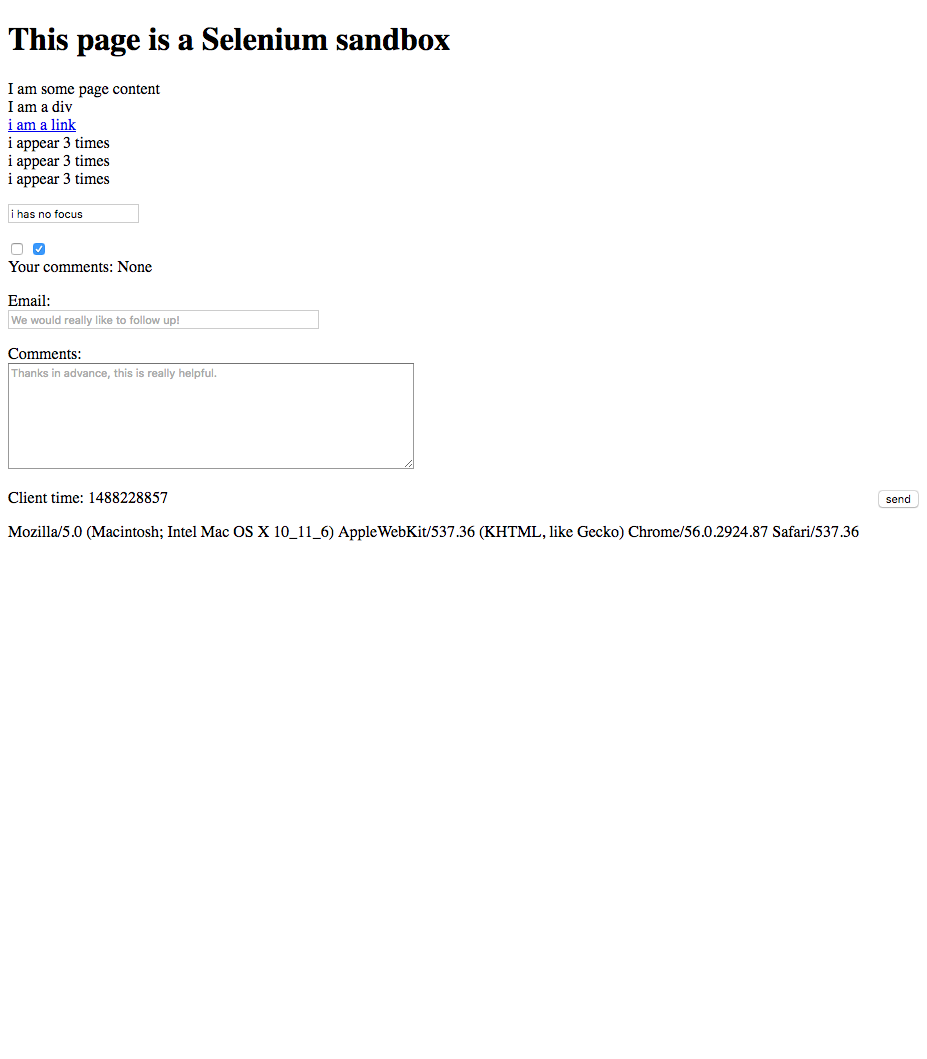 This page is a Selenium sandbox
I am some page content
I am a div
i am a link
i appear 3 times
i appear 3 times
i appear 3 times
i has no focus
Your comments: None
Email:
We would really like to follow up!
Comments:
Thanks in advance, this is really helpful.
Client time: 1488228857
send
Mozilla/5.0 (Macintosh; Intel Mac OS X 10_11_6) AppleWebKit/537.36 (KHTML, like Gecko) Chrome/56.0.2924.87 Safari/537.36